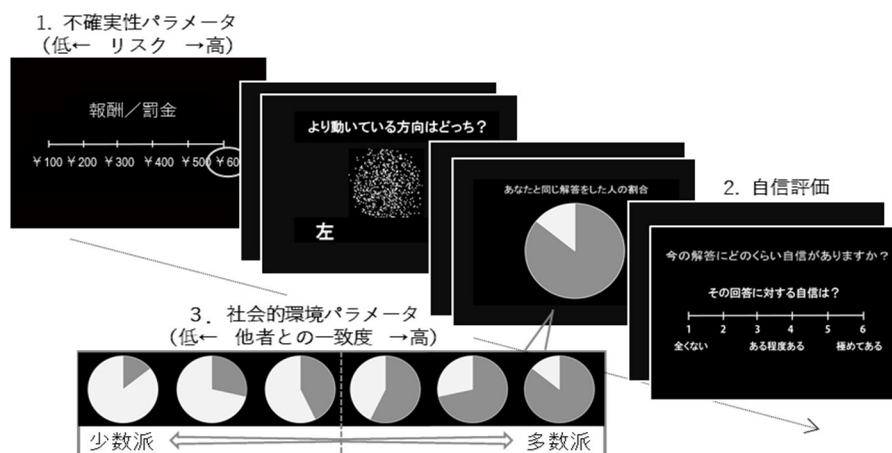 1. 不確実性パラメータ
(低← リスク →高)
報酬／罰金
￥100 ￥200 ￥300 ￥400 ￥500 ￥60
より動いている方向はどっち？
左
あなたと同じ解答をした人の割合
2. 自信評価
今の解答にどのくらい自信がありますか？
その回答に対する自信は？
1 2 3 4 5 6
全くない ある程度ある 極めてある
3. 社会的環境パラメータ
(低← 他者との一致度 →高)
少数派 多数派